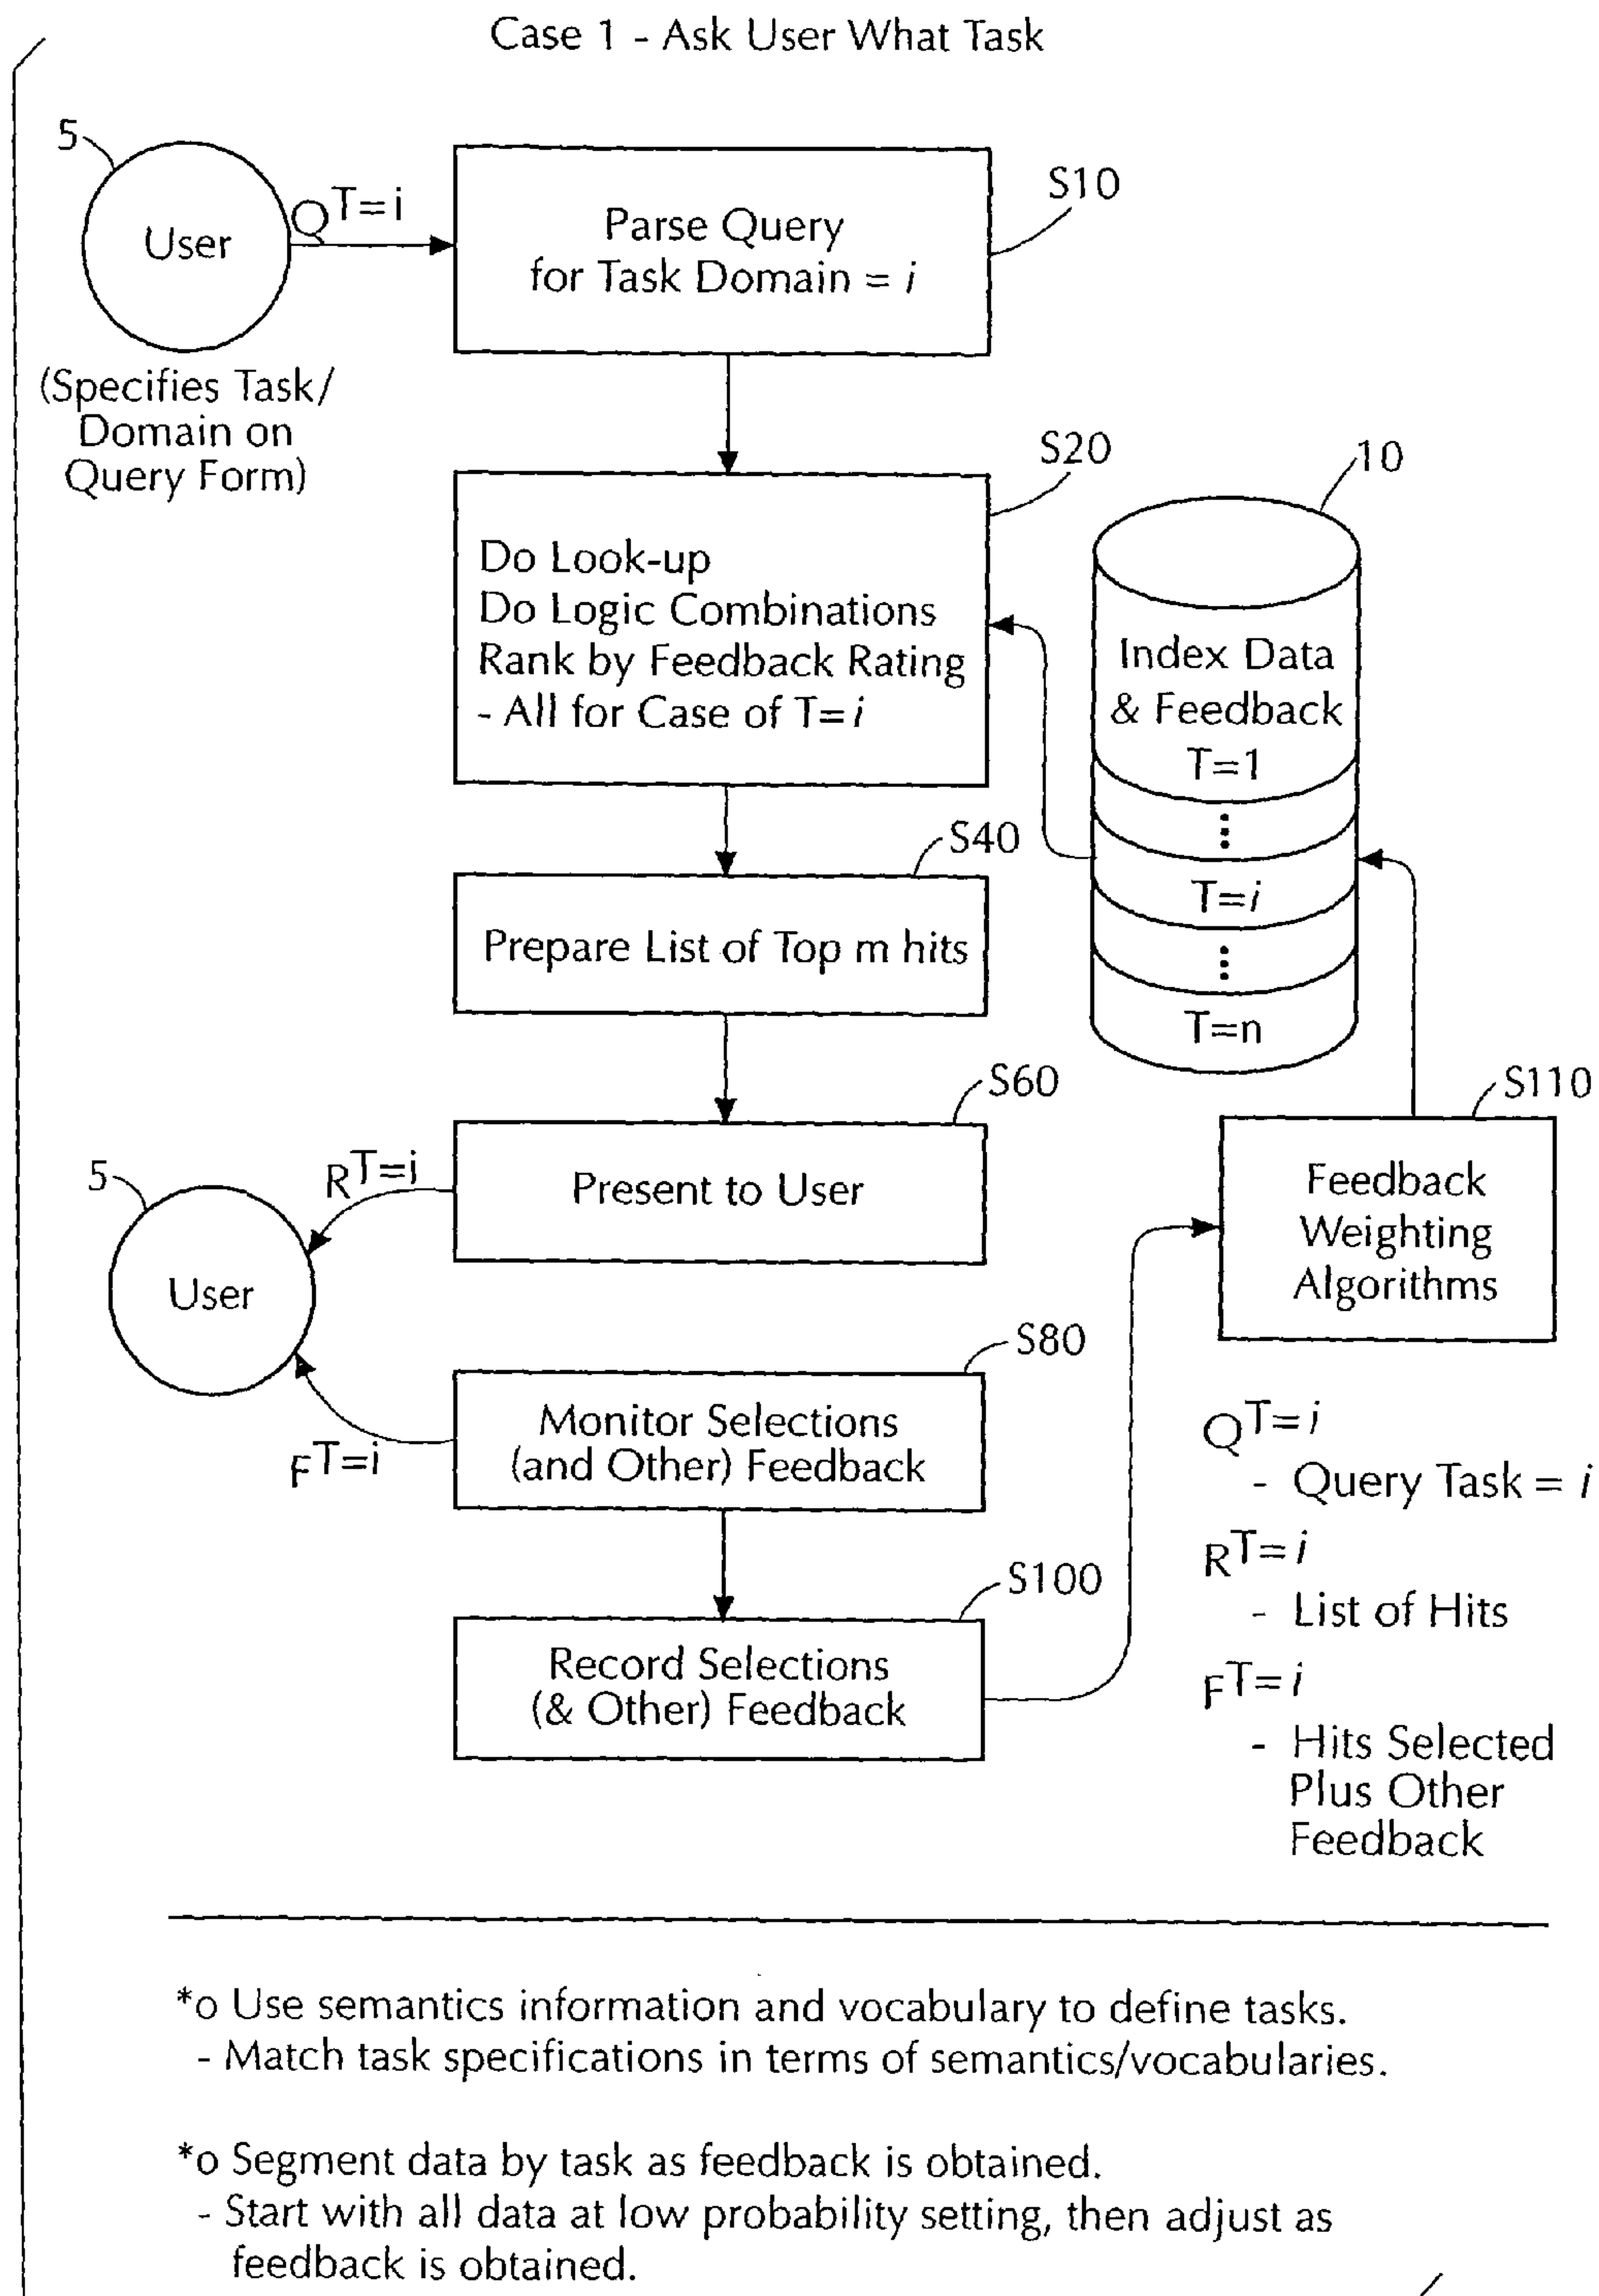 Case 1 - Ask User What Task
5
User
QT=i
(Specifies Task/
Domain on
Query Form)
S10
Parse Query
for Task Domain = i
S20
Do Look-up
Do Logic Combinations
Rank by Feedback Rating
- All for Case of T=i
10
Index Data
& Feedback
T=1
⋮
T=i
⋮
T=n
S40
Prepare List of Top m hits
S60
Present to User
RT=i
5
User
FT=i
S80
Monitor Selections
(and Other) Feedback
S100
Record Selections
(& Other) Feedback
S110
Feedback
Weighting
Algorithms
QT=i
- Query Task = i
RT=i
- List of Hits
FT=i
- Hits Selected
Plus Other
Feedback
*o Use semantics information and vocabulary to define tasks.
- Match task specifications in terms of semantics/vocabularies.
*o Segment data by task as feedback is obtained.
- Start with all data at low probability setting, then adjust as
feedback is obtained.